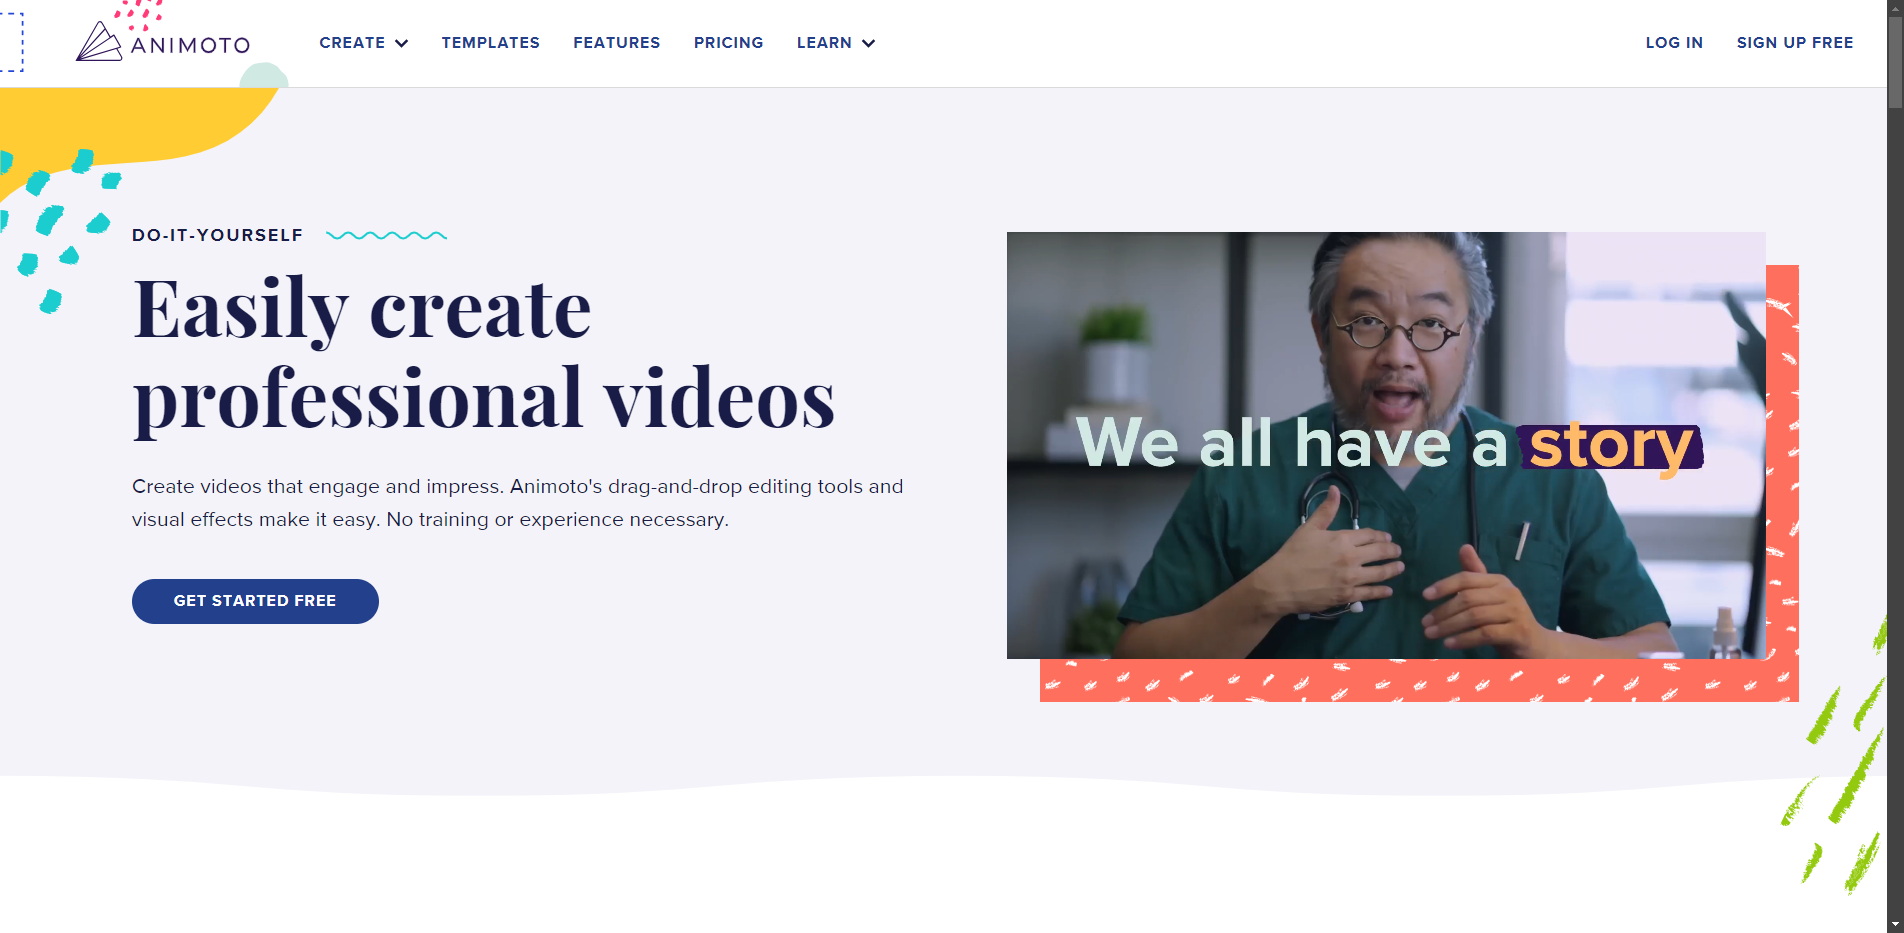 ANIMOTO
CREATE
TEMPLATES
FEATURES
PRICING
LEARN
LOG IN
SIGN UP FREE
DO-IT-YOURSELF
Easily create
professional videos
Create videos that engage and impress. Animoto's drag-and-drop editing tools and
visual effects make it easy. No training or experience necessary.
GET STARTED FREE
We all have a story